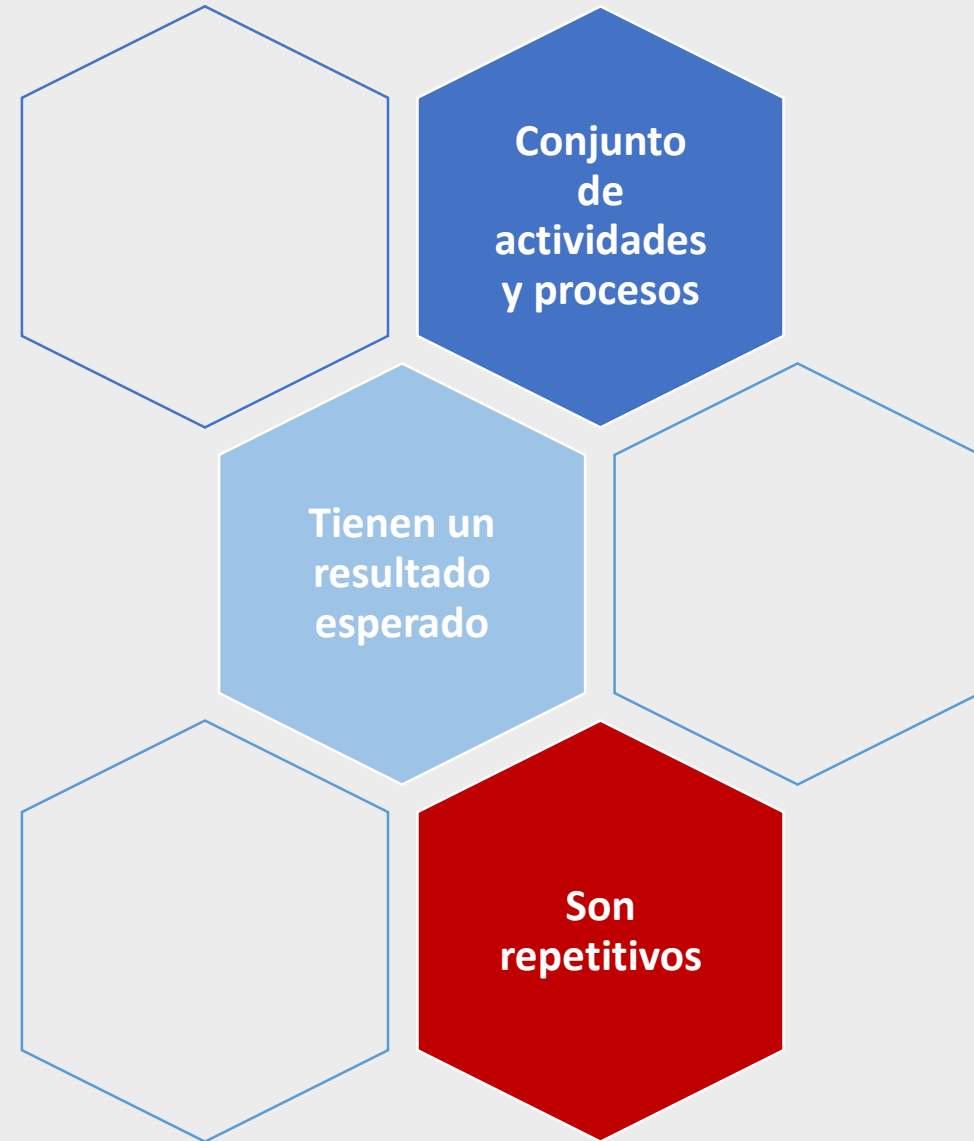 Conjunto
de
actividades
y procesos
Tienen un
resultado
esperado
Son
repetitivos